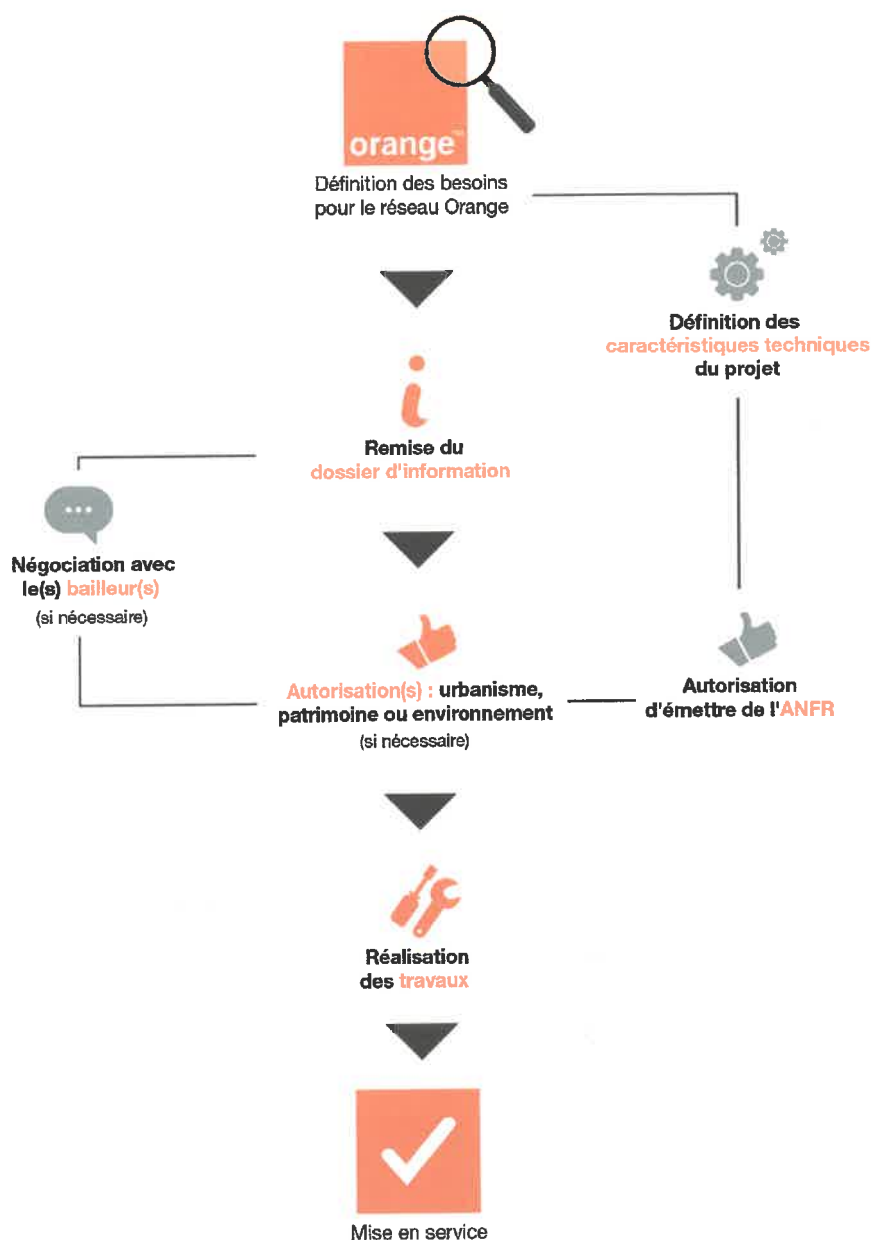 orange™
Définition des besoins
pour le réseau Orange
Définition des
caractéristiques techniques
du projet
Remise du
dossier d'information
Négociation avec
le(s) bailleur(s)
(si nécessaire)
Autorisation(s) : urbanisme,
patrimoine ou environnement
(si nécessaire)
Autorisation
d'émettre de l'ANFR
Réalisation
des travaux
Mise en service